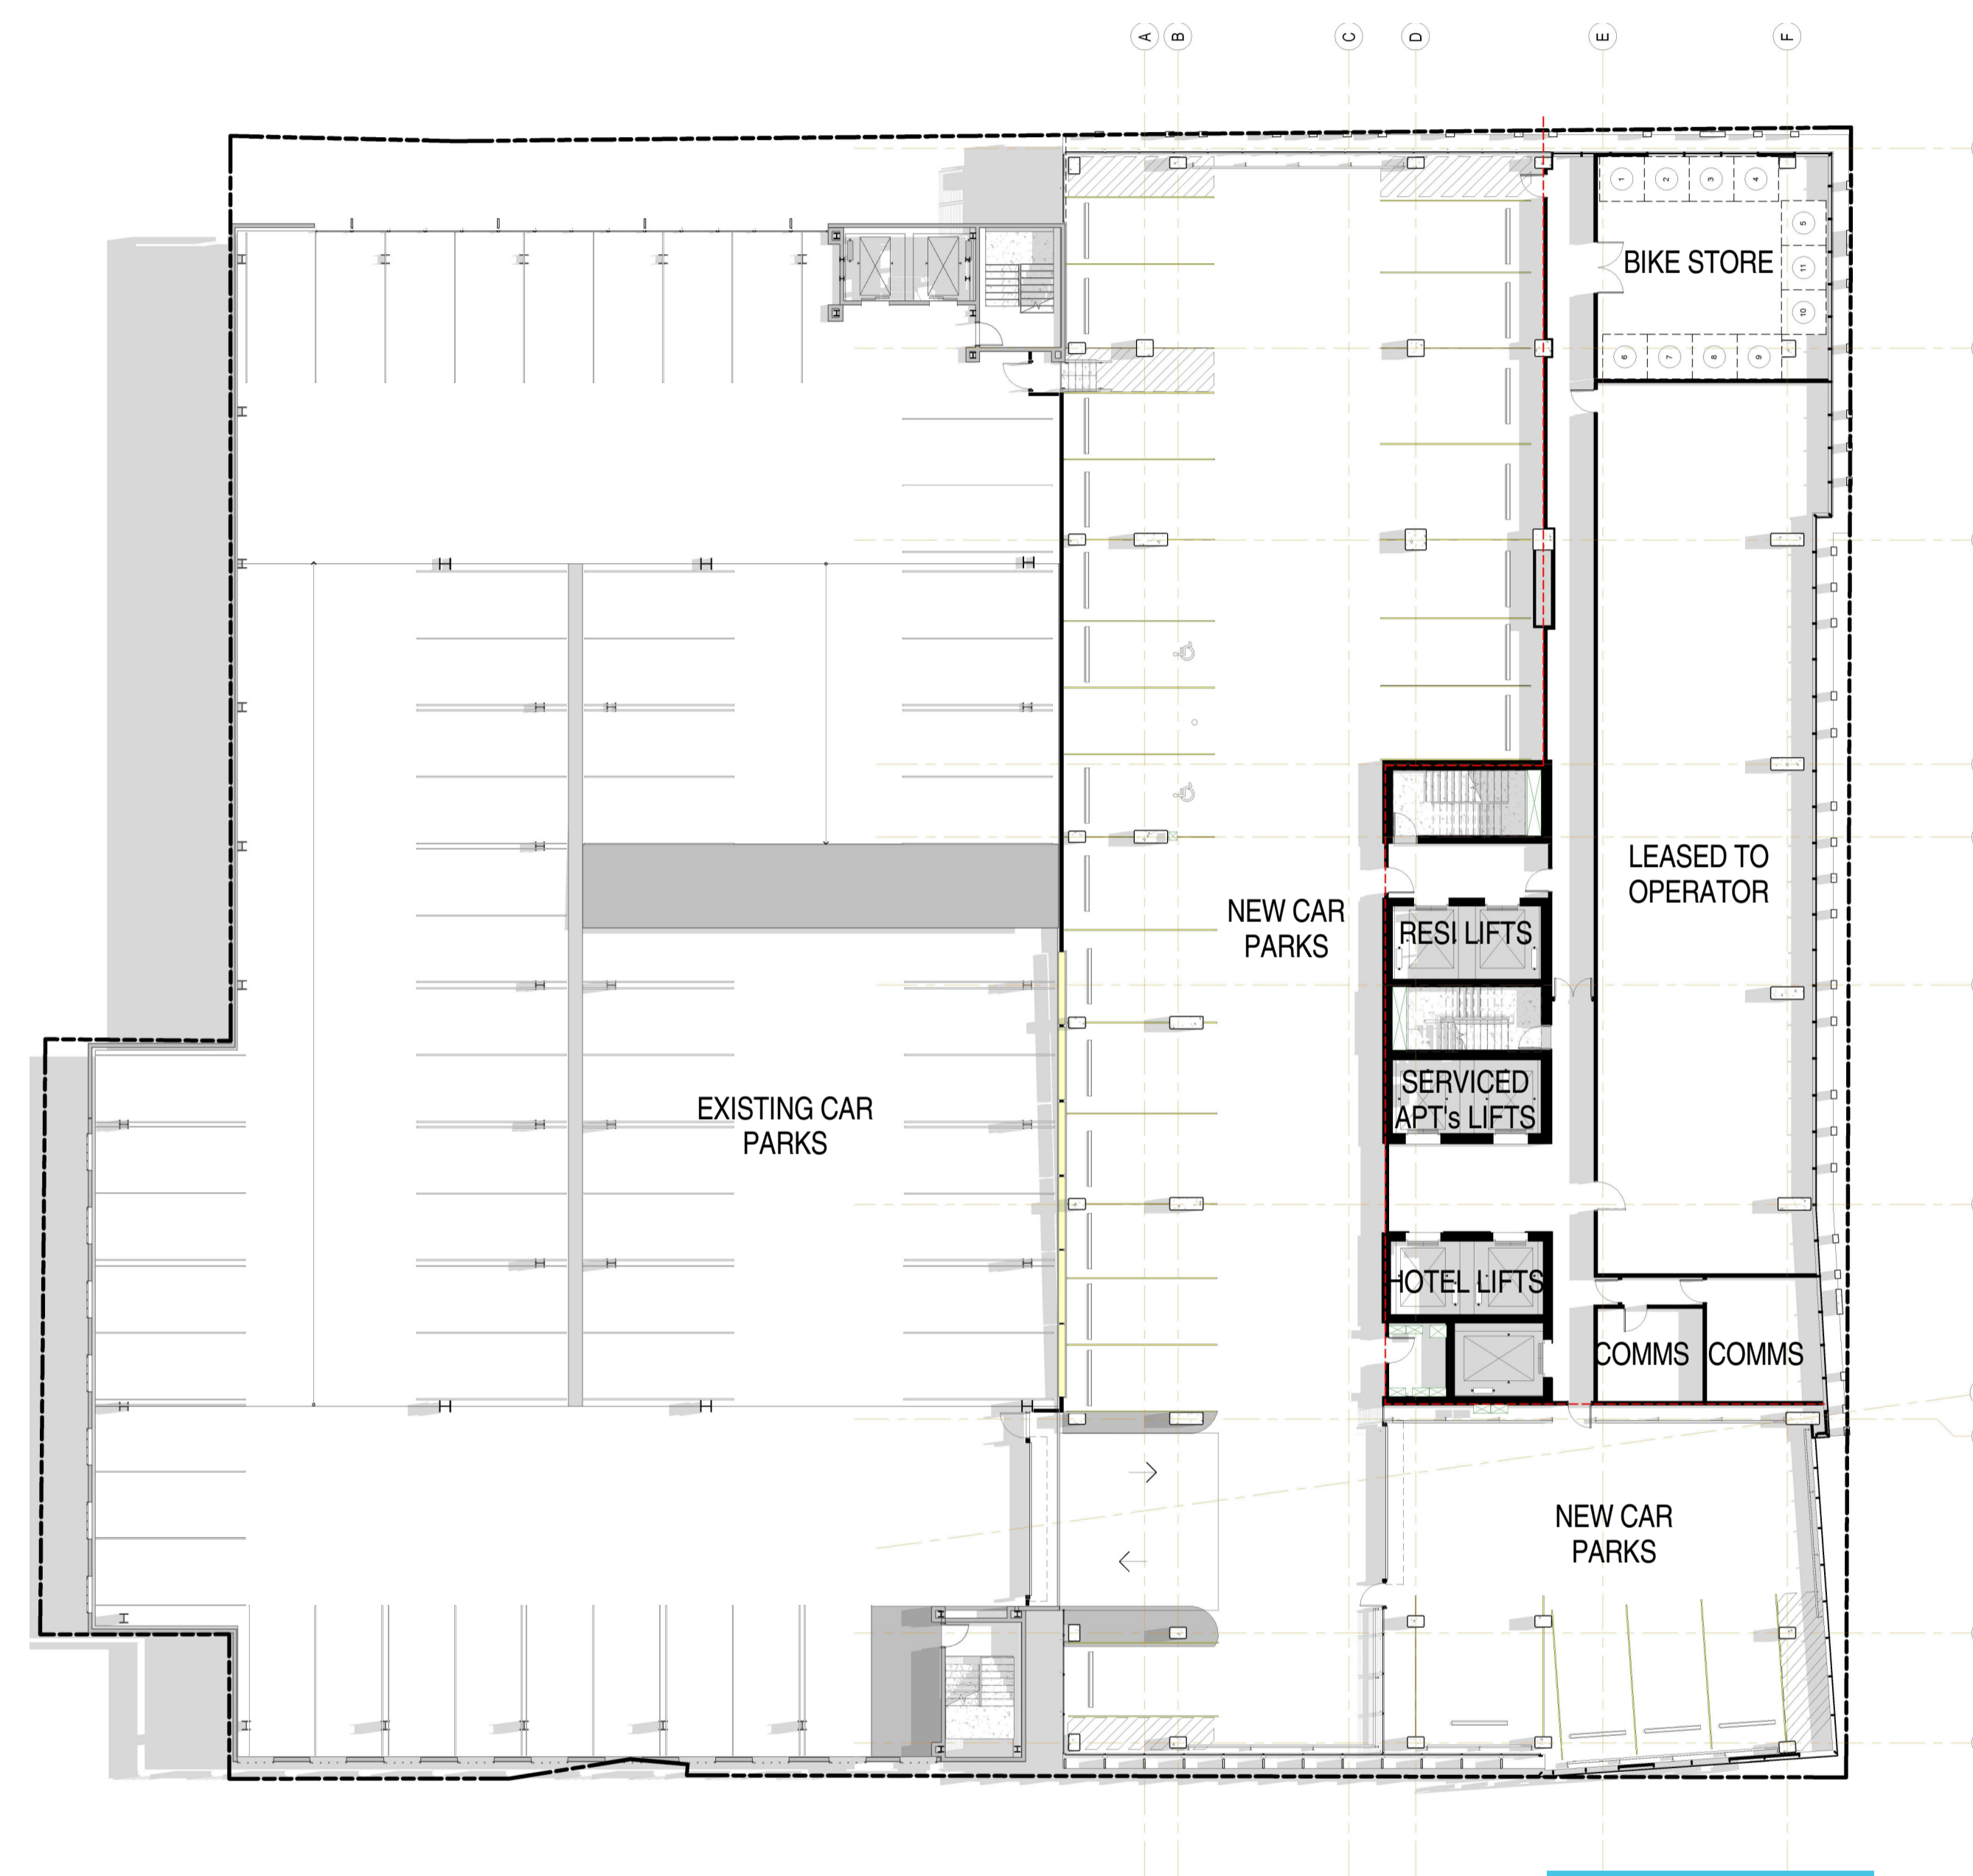 A B C D E F
1 2 3 4
5
BIKE STORE
11
10
6 7 8 9
LEASED TO
OPERATOR
NEW CAR
PARKS
RESI LIFTS
SERVICED
APT's LIFTS
EXISTING CAR
PARKS
HOTEL LIFTS
COMMS COMMS
NEW CAR
PARKS